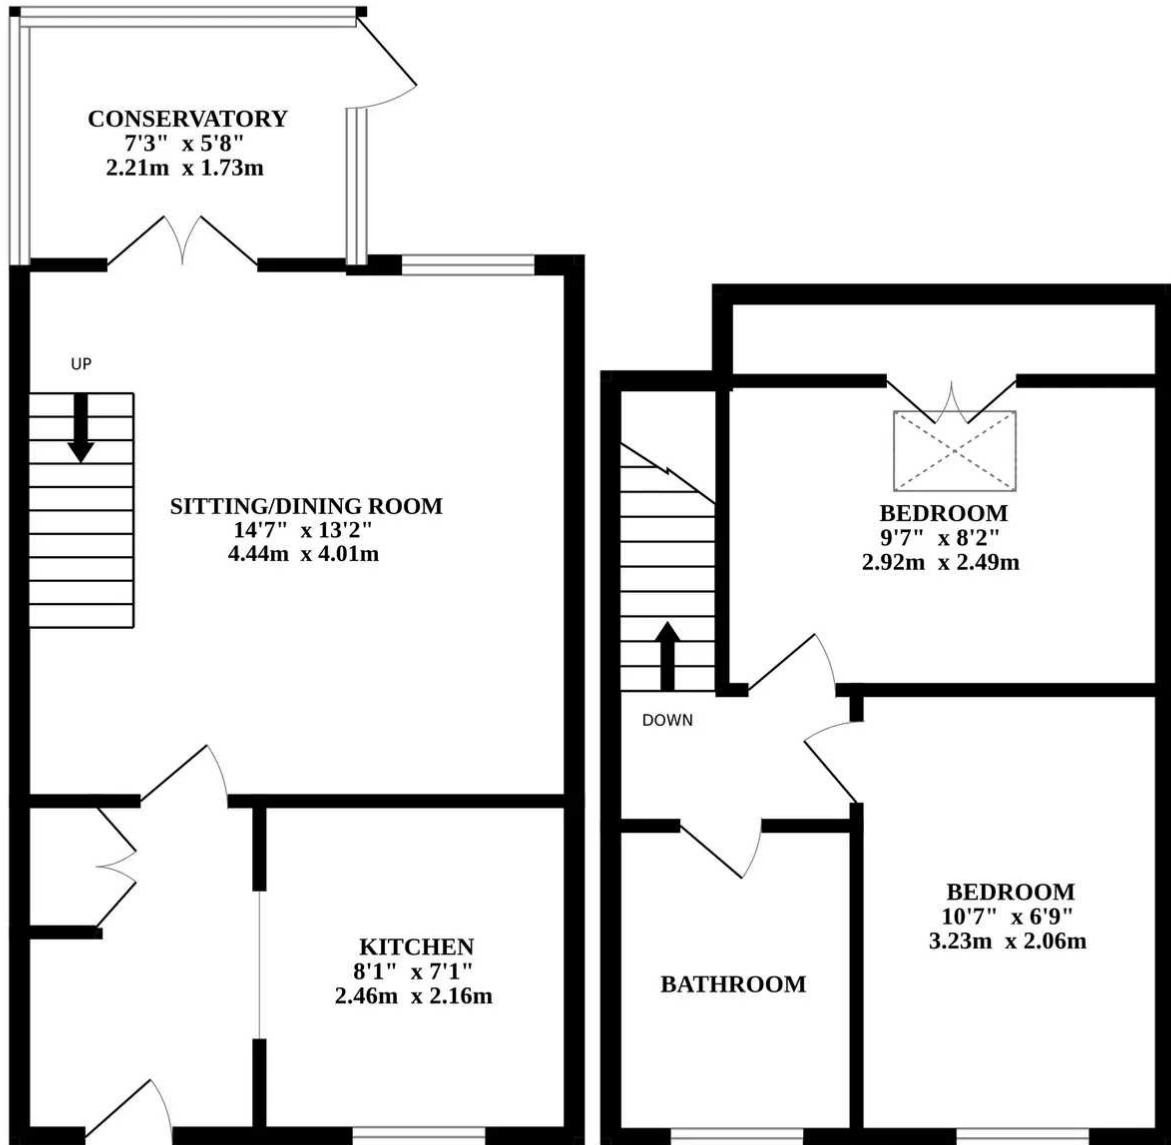 CONSERVATORY
7'3" x 5'8"
2.21m x 1.73m
UP
SITTING/DINING ROOM
14'7" x 13'2"
4.44m x 4.01m
KITCHEN
8'1" x 7'1"
2.46m x 2.16m
BEDROOM
9'7" x 8'2"
2.92m x 2.49m
DOWN
BEDROOM
10'7" x 6'9"
3.23m x 2.06m
BATHROOM